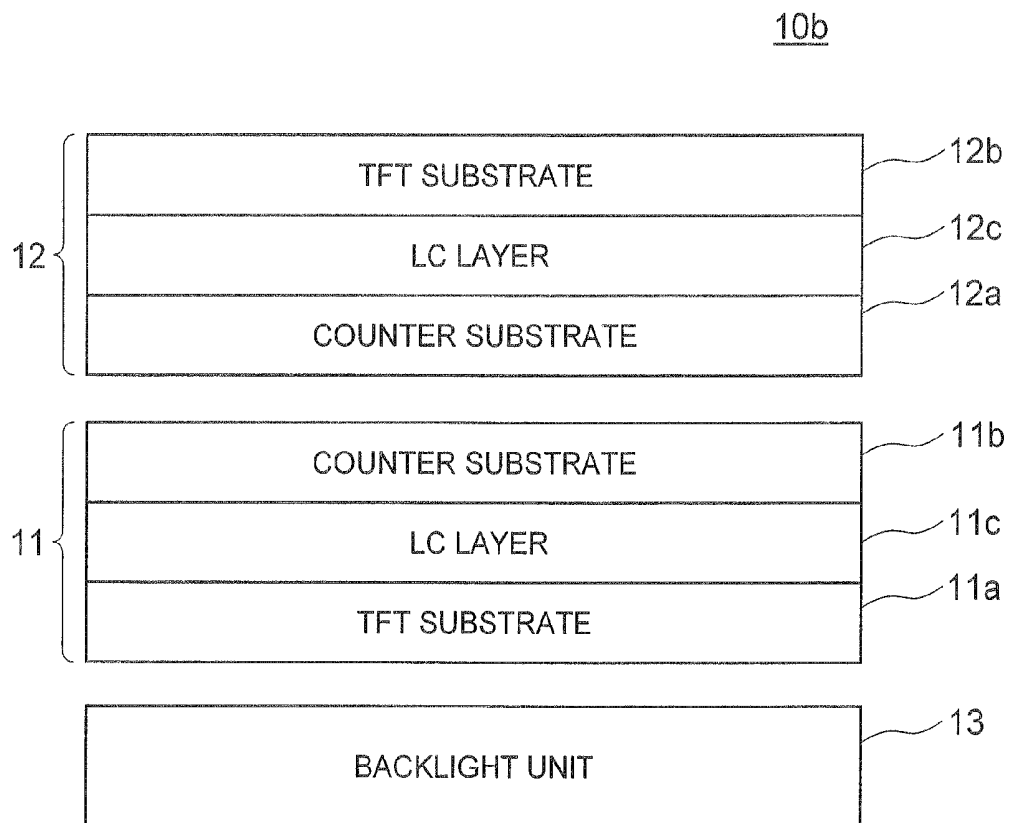 10b
TFT SUBSTRATE
12b
12
LC LAYER
12c
COUNTER SUBSTRATE
12a
COUNTER SUBSTRATE
11b
11
LC LAYER
11c
TFT SUBSTRATE
11a
BACKLIGHT UNIT
13